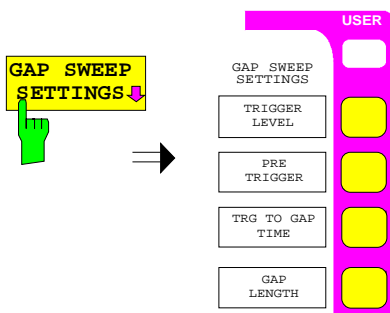 USER
GAP SWEEP
SETTINGS
GAP SWEEP
SETTINGS
TRIGGER
LEVEL
PRE
TRIGGER
TRG TO GAP
TIME
GAP
LENGTH